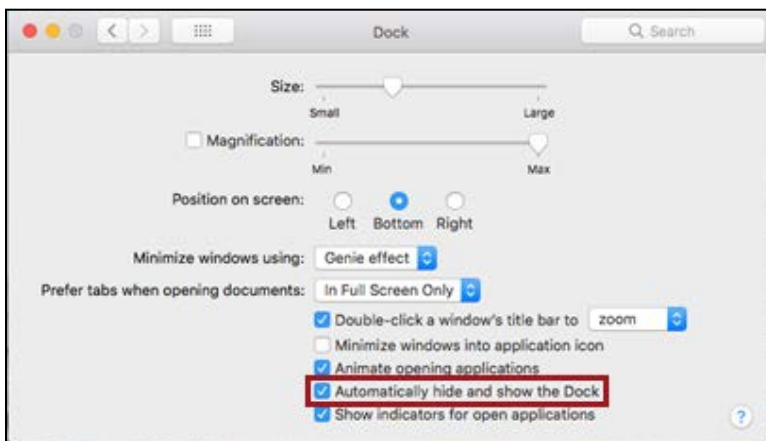 Dock
Search
Size:
Small Large
Magnification:
Min Max
Position on screen:
Left Bottom Right
Minimize windows using: Genie effect
Prefer tabs when opening documents: In Full Screen Only
Double-click a window's title bar to zoom
Minimize windows into application icon
Animate opening applications
Automatically hide and show the Dock
Show indicators for open applications
?